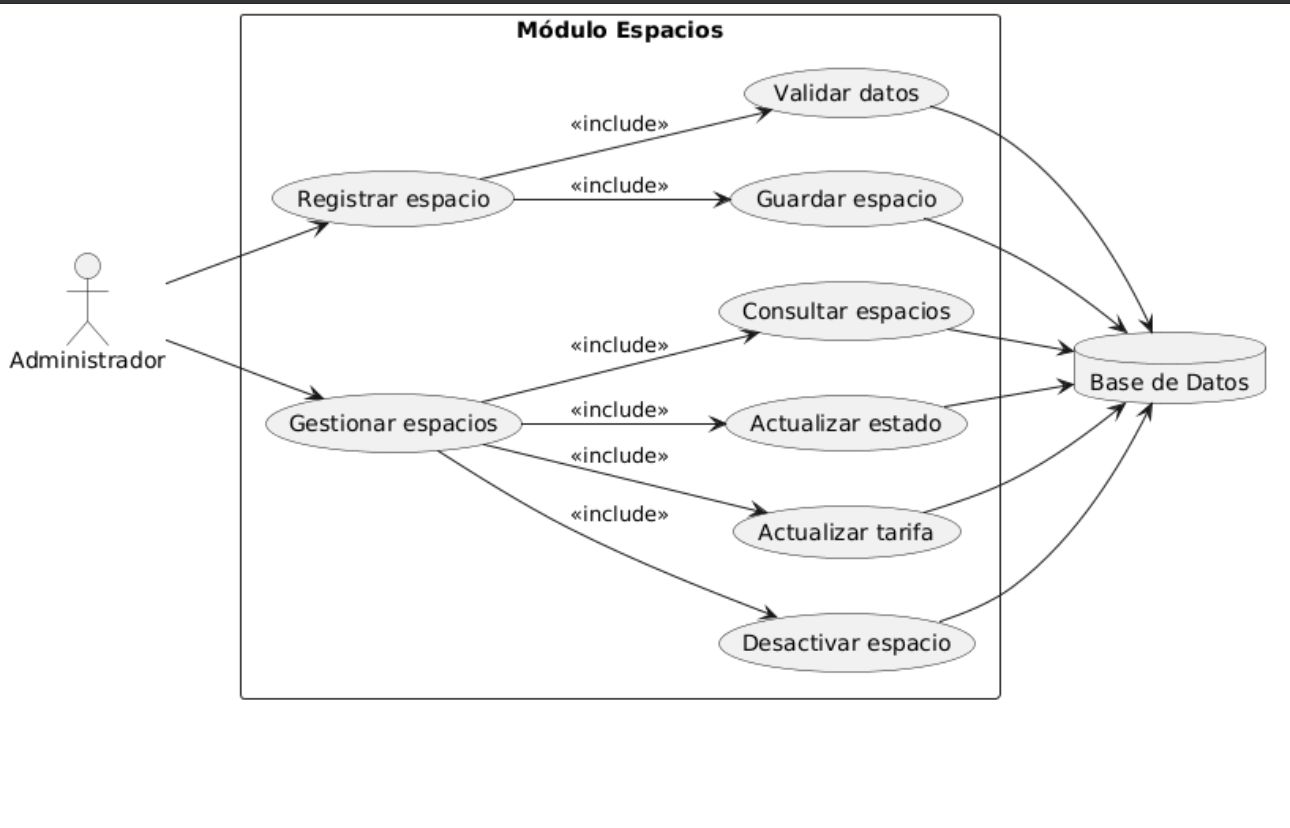 Módulo Espacios
Validar datos
«include»
Registrar espacio
«include»
Guardar espacio
Administrador
Consultar espacios
«include»
Base de Datos
Gestionar espacios
«include»
Actualizar estado
«include»
Actualizar tarifa
«include»
Desactivar espacio